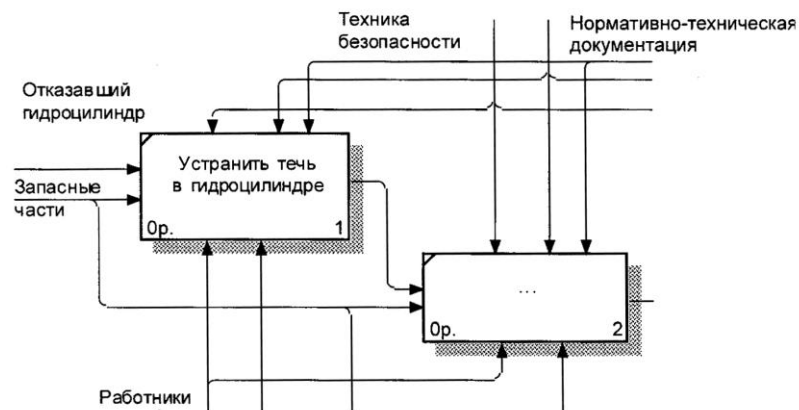 Техника
безопасности
Нормативно-техническая
документация
Отказавший
гидроцилиндр
Устранить течь
в гидроцилиндре
Запасные
части
0р.
1
...
0р.
2
Работники